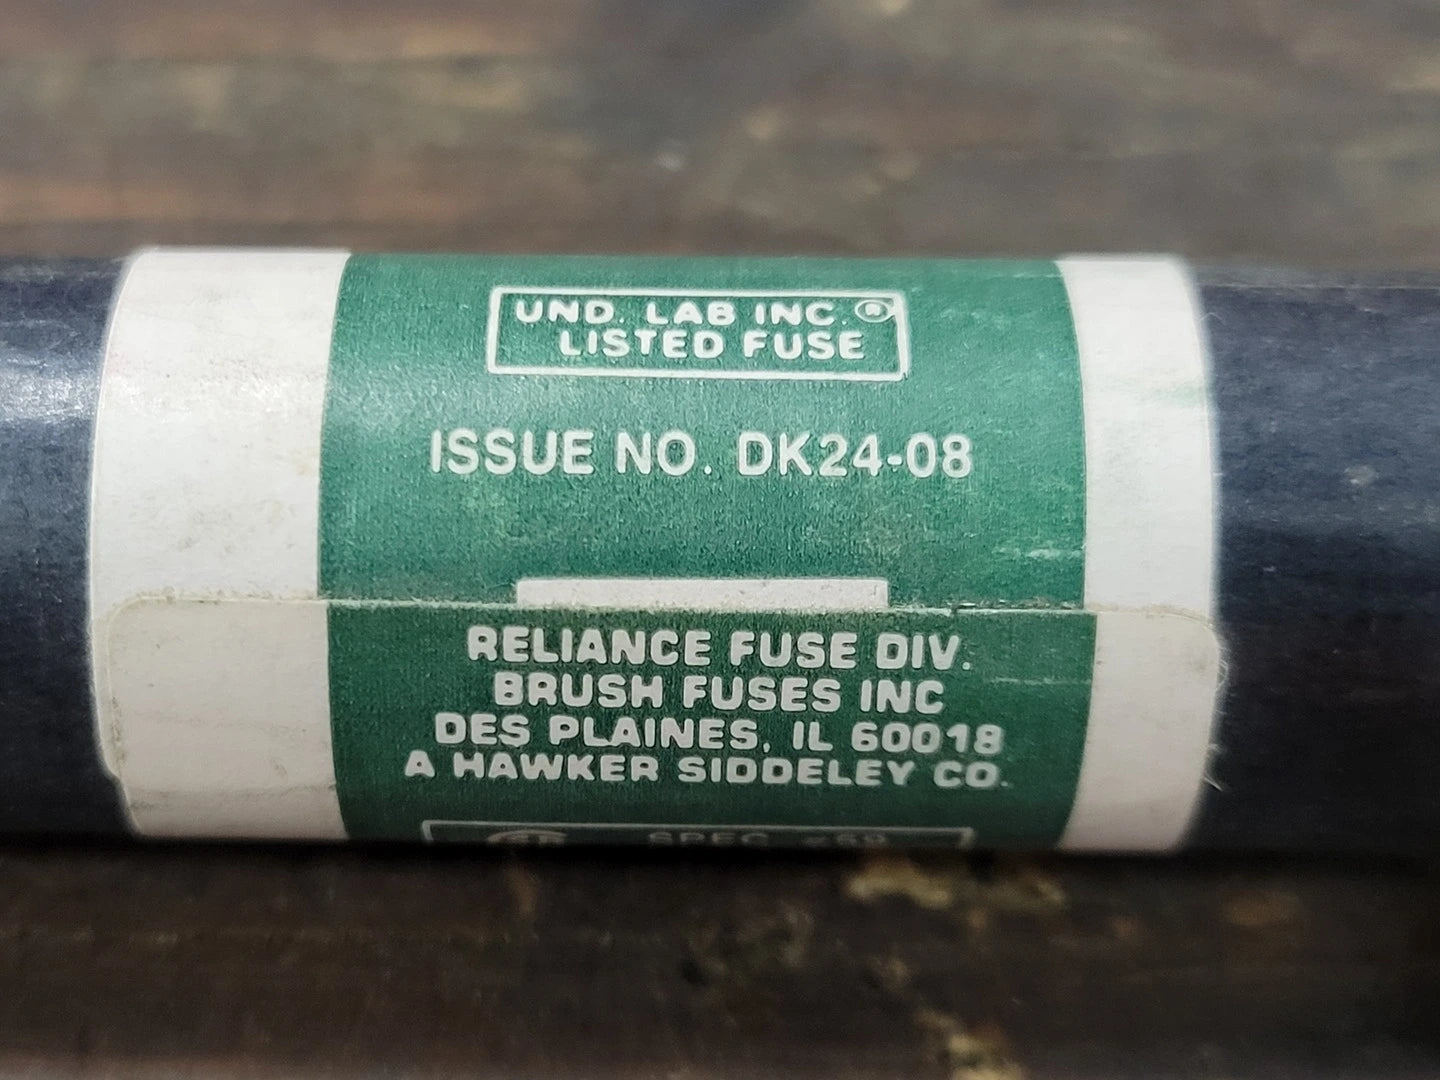 UND. LAB INC.®
LISTED FUSE
ISSUE NO. DK24-08
RELIANCE FUSE DIV.
BRUSH FUSES INC
DES PLAINES, IL 60018
A HAWKER SIDDELEY CO.
SPEC